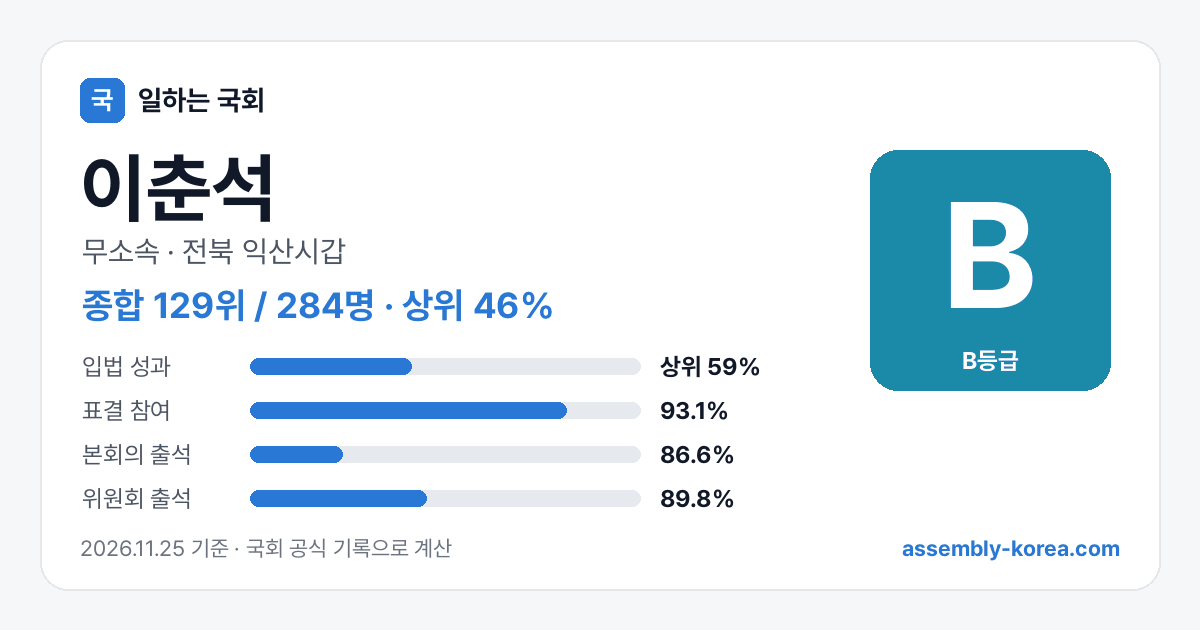 국 일하는 국회
이춘석
무소속 · 전북 익산시갑
종합 129위 / 284명 · 상위 46%
B
B등급
입법 성과 상위 59%
표결 참여 93.1%
본회의 출석 86.6%
위원회 출석 89.8%
2026.11.25 기준 · 국회 공식 기록으로 계산
assembly-korea.com